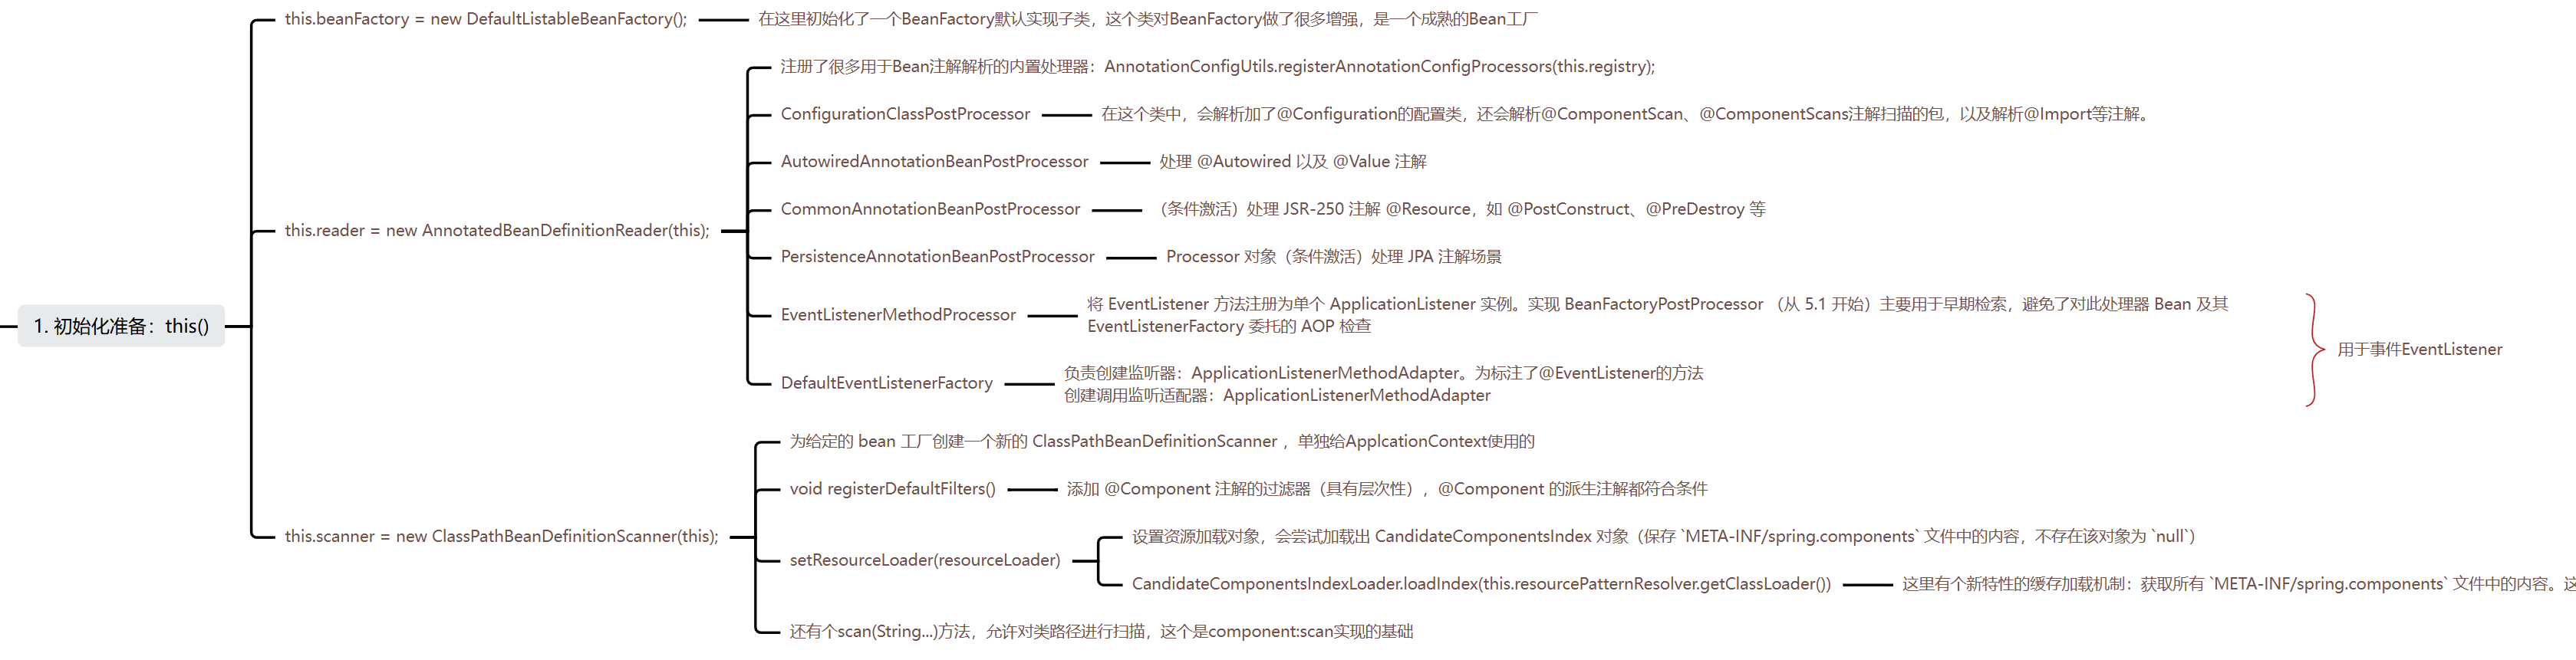 this.beanFactory = new DefaultListableBeanFactory();
在这里初始化了一个BeanFactory默认实现子类，这个类对BeanFactory做了很多增强，是一个成熟的Bean工厂
注册了很多用于Bean注解解析的内置处理器：AnnotationConfigUtils.registerAnnotationConfigProcessors(this.registry);
ConfigurationClassPostProcessor
在这个类中，会解析加了@Configuration的配置类，还会解析@ComponentScan、@ComponentScans注解扫描的包，以及解析@Import等注解。
AutowiredAnnotationBeanPostProcessor
处理 @Autowired 以及 @Value 注解
CommonAnnotationBeanPostProcessor
（条件激活）处理 JSR-250 注解 @Resource，如 @PostConstruct、@PreDestroy 等
this.reader = new AnnotatedBeanDefinitionReader(this);
PersistenceAnnotationBeanPostProcessor
Processor 对象（条件激活）处理 JPA 注解场景
EventListenerMethodProcessor
将 EventListener 方法注册为单个 ApplicationListener 实例。实现 BeanFactoryPostProcessor （从 5.1 开始）主要用于早期检索，避免了对此处理器 Bean 及其
EventListenerFactory 委托的 AOP 检查
1. 初始化准备：this()
用于事件EventListener
DefaultEventListenerFactory
负责创建监听器：ApplicationListenerMethodAdapter。为标注了@EventListener的方法
创建调用监听适配器：ApplicationListenerMethodAdapter
为给定的 bean 工厂创建一个新的 ClassPathBeanDefinitionScanner ，单独给ApplcationContext使用的
void registerDefaultFilters()
添加 @Component 注解的过滤器（具有层次性），@Component 的派生注解都符合条件
this.scanner = new ClassPathBeanDefinitionScanner(this);
setResourceLoader(resourceLoader)
设置资源加载对象，会尝试加载出 CandidateComponentsIndex 对象（保存 `META-INF/spring.components` 文件中的内容，不存在该对象为 `null`）
CandidateComponentsIndexLoader.loadIndex(this.resourcePatternResolver.getClassLoader())
这里有个新特性的缓存加载机制：获取所有 `META-INF/spring.components` 文件中的内容。这
还有个scan(String...)方法，允许对类路径进行扫描，这个是component:scan实现的基础